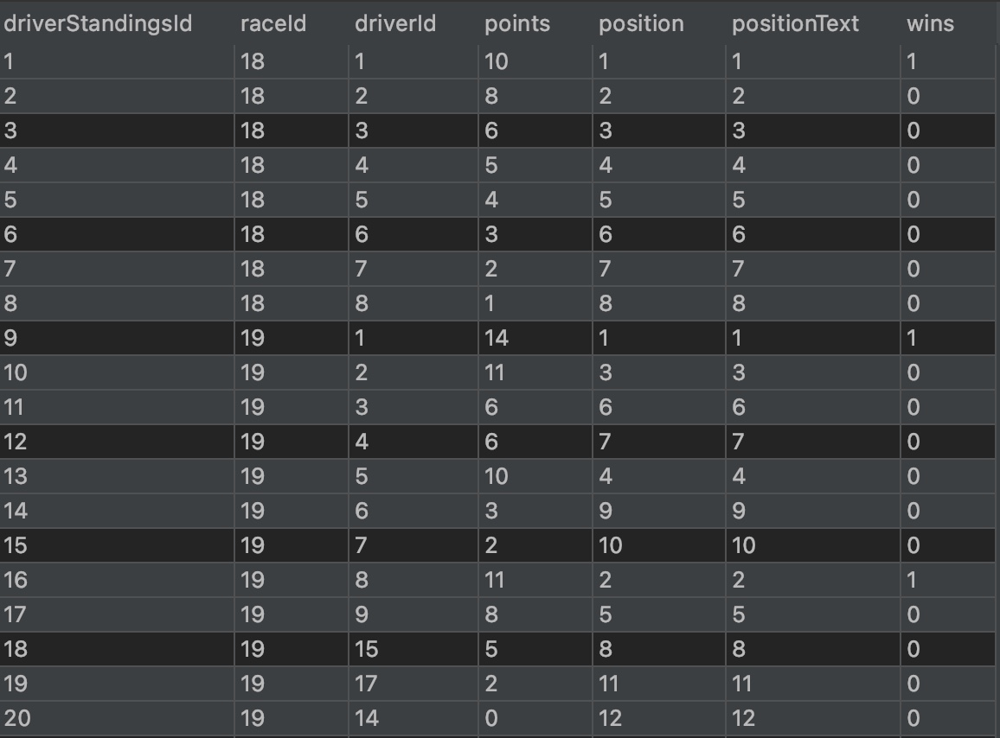 driverStandingsId raceId driverId points position positionText wins
1 18 1 10 1 1 1
2 18 2 8 2 2 0
3 18 3 6 3 3 0
4 18 4 5 4 4 0
5 18 5 4 5 5 0
6 18 6 3 6 6 0
7 18 7 2 7 7 0
8 18 8 1 8 8 0
9 19 1 14 1 1 1
10 19 2 11 3 3 0
11 19 3 6 6 6 0
12 19 4 6 7 7 0
13 19 5 10 4 4 0
14 19 6 3 9 9 0
15 19 7 2 10 10 0
16 19 8 11 2 2 1
17 19 9 8 5 5 0
18 19 15 5 8 8 0
19 19 17 2 11 11 0
20 19 14 0 12 12 0